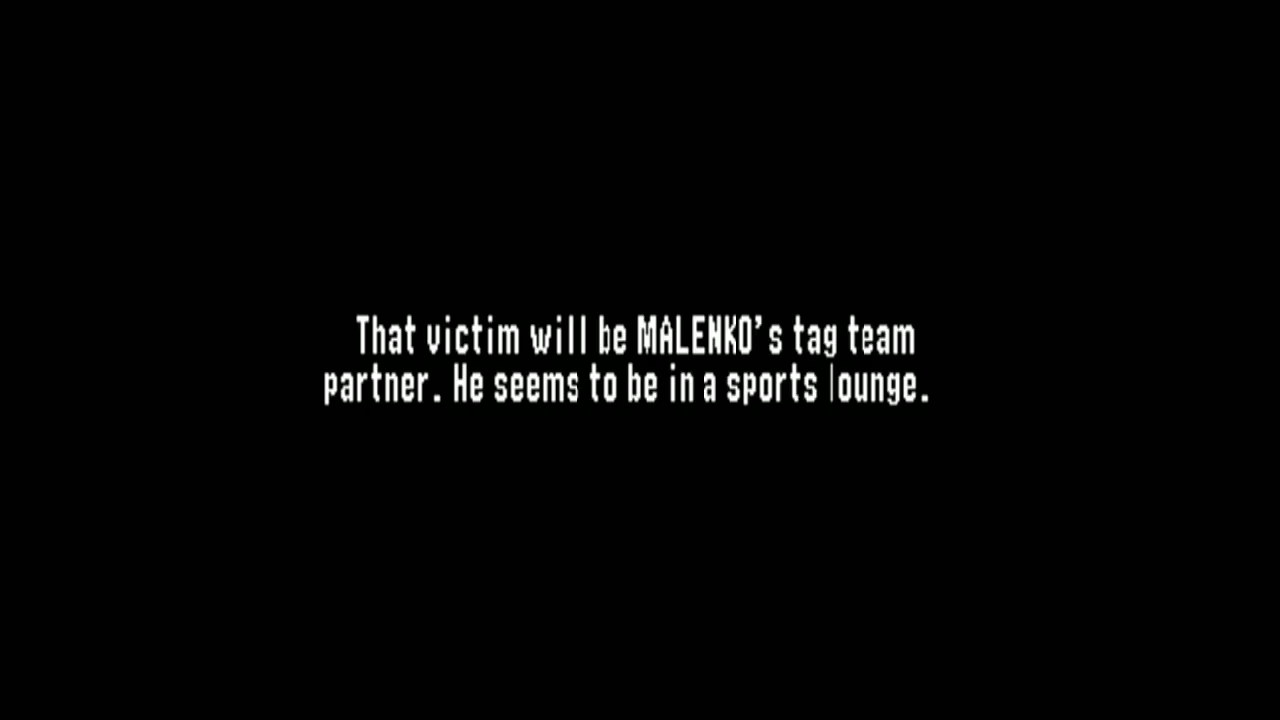 That victim will be MALENKO's tag team
partner. He seems to be in a sports lounge.